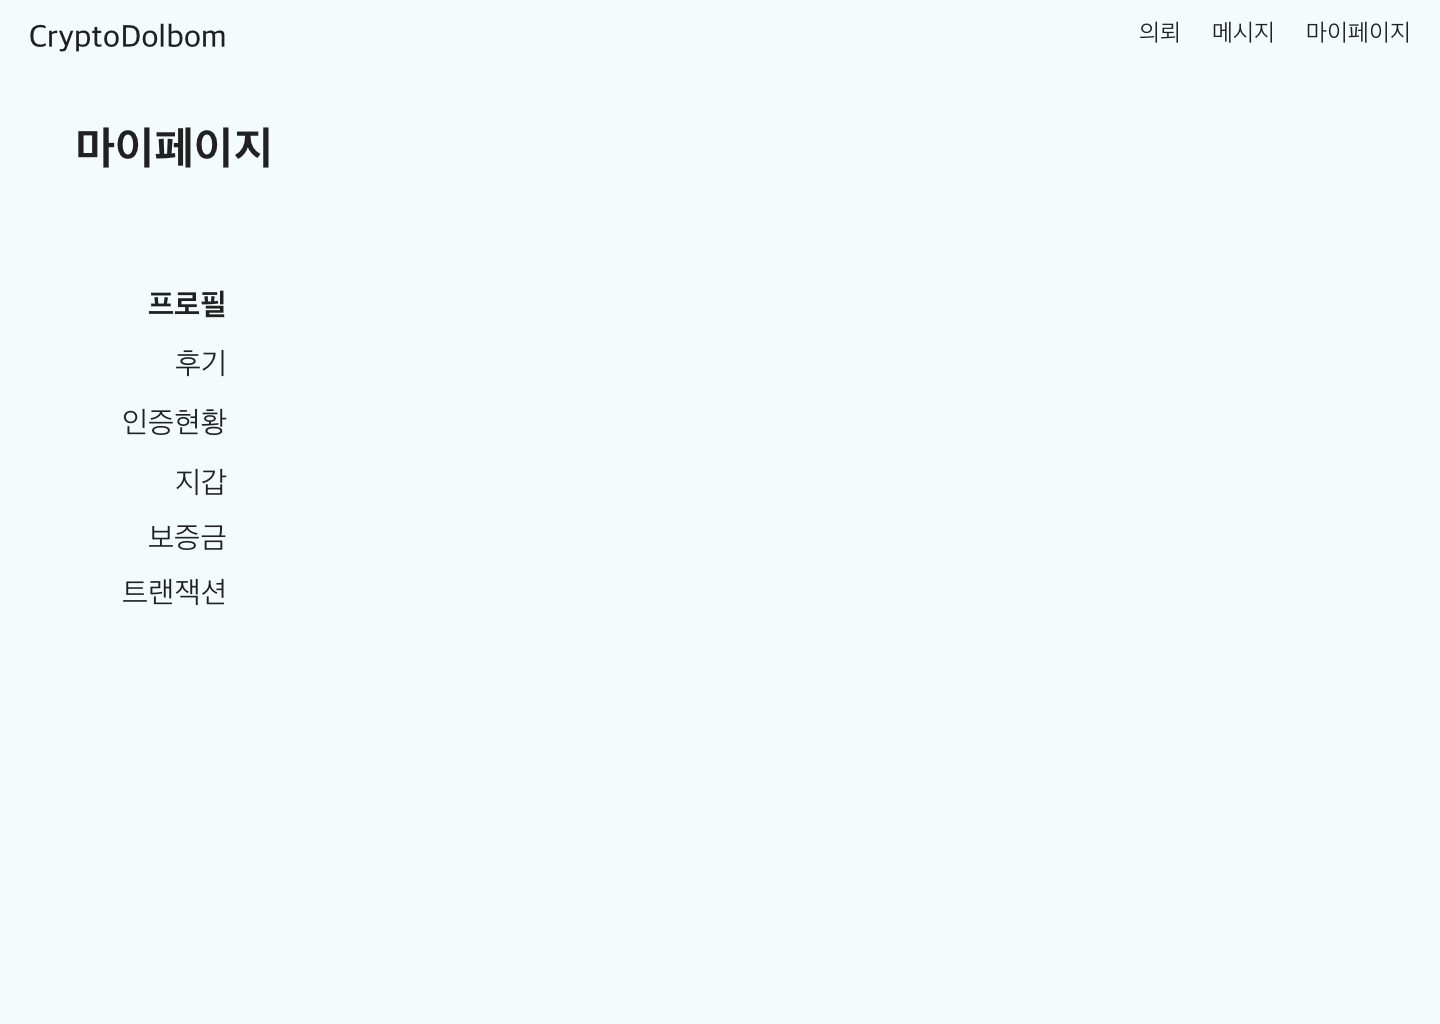 CryptoDolbom
의뢰 메시지 마이페이지
마이페이지
프로필
후기
인증현황
지갑
보증금
트랜잭션